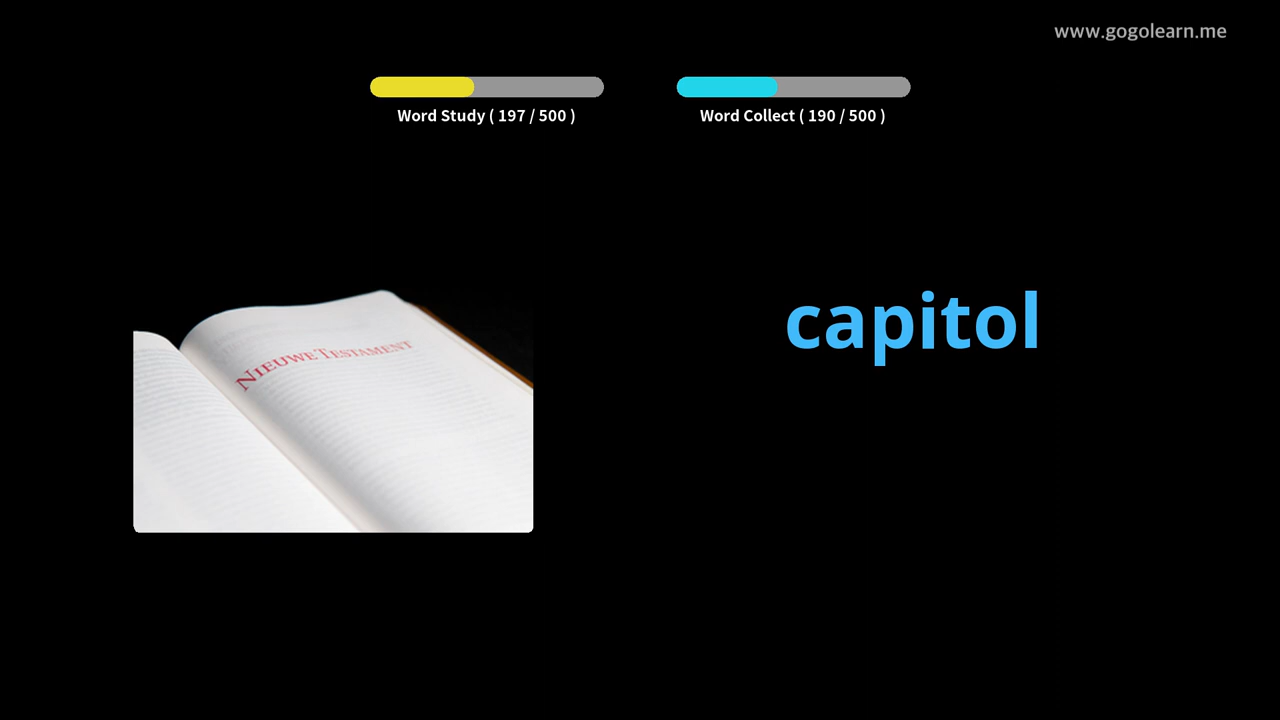 www.gogolearn.me
Word Study ( 197 / 500 )
Word Collect ( 190 / 500 )
NIEUWE TESTAMENT
capitol